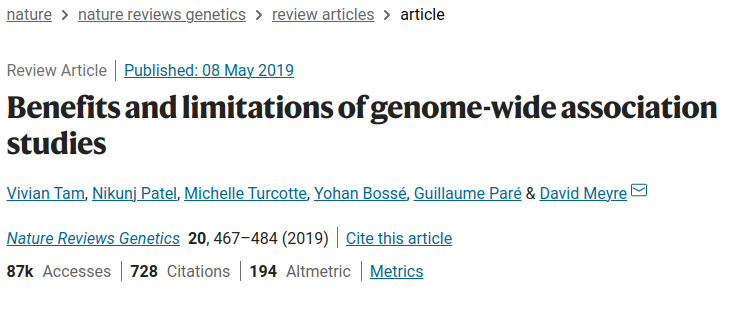 nature > nature reviews genetics > review articles > article
Review Article | Published: 08 May 2019
Benefits and limitations of genome-wide association
studies
Vivian Tam, Nikunj Patel, Michelle Turcotte, Yohan Bossé, Guillaume Paré & David Meyre
Nature Reviews Genetics 20, 467–484 (2019) | Cite this article
87k Accesses | 728 Citations | 194 Altmetric | Metrics